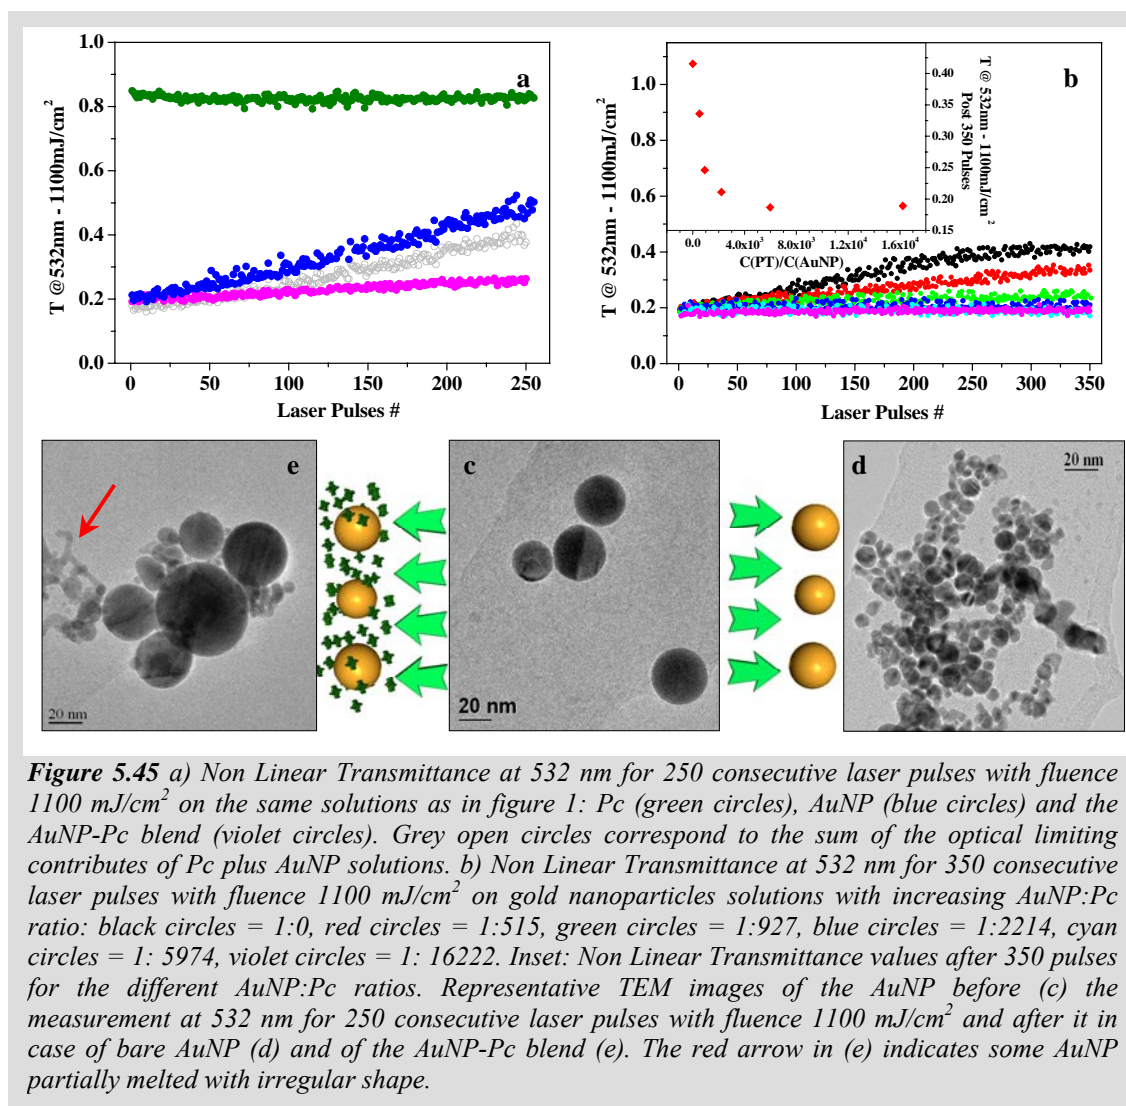 1.0
0.8
0.6
0.4
0.2
0.0
T @532nm - 1100mJ/cm²
a
0 50 100 150 200 250
Laser Pulses #
1.0
0.8
0.6
0.4
0.2
0.0
T @ 532nm - 1100mJ/cm²
b
0.40
0.35
0.30
0.25
0.20
0.15
T @ 532nm - 1100mJ/cm²
Post 350 Pulses
0.0 4.0x10³ 8.0x10³ 1.2x10⁴ 1.6x10⁴
C(PT)/C(AuNP)
0 50 100 150 200 250 300 350
Laser Pulses #
e
20 nm
c
20 nm
d
20 nm
Figure 5.45 a) Non Linear Transmittance at 532 nm for 250 consecutive laser pulses with fluence
1100 mJ/cm² on the same solutions as in figure 1: Pc (green circles), AuNP (blue circles) and the
AuNP-Pc blend (violet circles). Grey open circles correspond to the sum of the optical limiting
contributes of Pc plus AuNP solutions. b) Non Linear Transmittance at 532 nm for 350 consecutive
laser pulses with fluence 1100 mJ/cm² on gold nanoparticles solutions with increasing AuNP:Pc
ratio: black circles = 1:0, red circles = 1:515, green circles = 1:927, blue circles = 1:2214, cyan
circles = 1: 5974, violet circles = 1: 16222. Inset: Non Linear Transmittance values after 350 pulses
for the different AuNP:Pc ratios. Representative TEM images of the AuNP before (c) the
measurement at 532 nm for 250 consecutive laser pulses with fluence 1100 mJ/cm² and after it in
case of bare AuNP (d) and of the AuNP-Pc blend (e). The red arrow in (e) indicates some AuNP
partially melted with irregular shape.